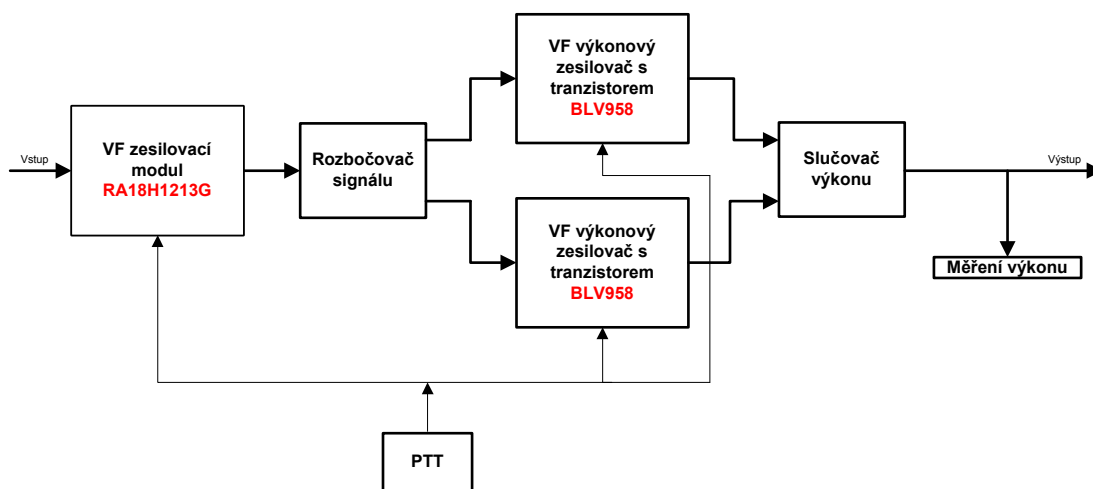 Vstup
VF zesilovací
modul
RA18H1213G
Rozbočovač
signálu
VF výkonový
zesilovač s
tranzistorem
BLV958
VF výkonový
zesilovač s
tranzistorem
BLV958
Slučovač
výkonu
Výstup
Měření výkonu
PTT